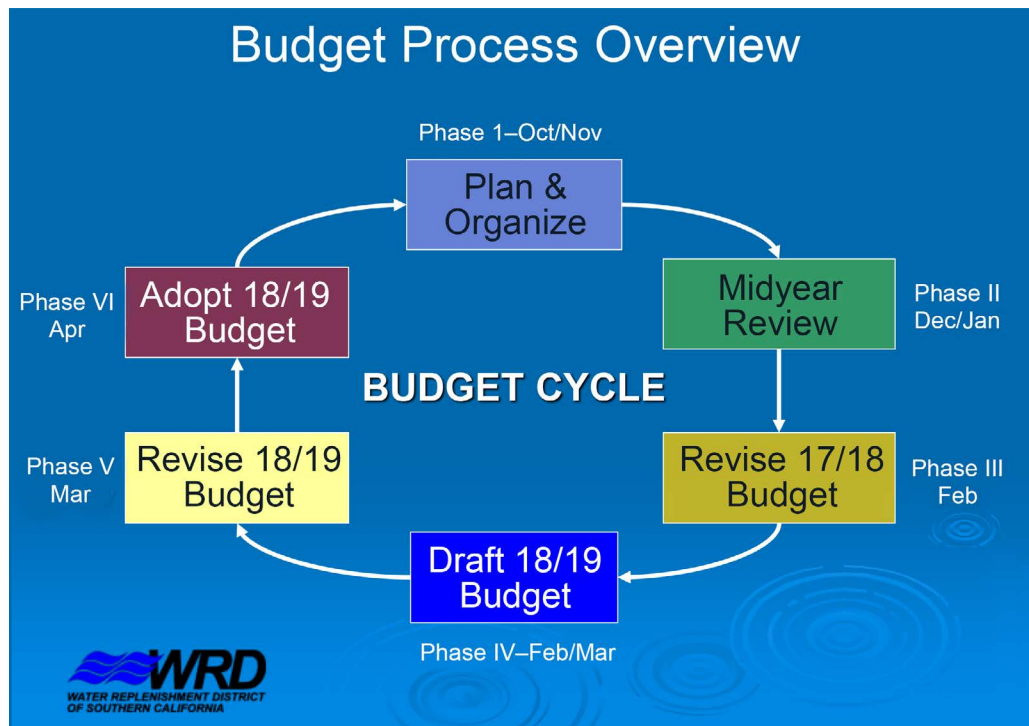 Budget Process Overview
Phase 1–Oct/Nov
Plan &
Organize
Midyear
Review
Phase II
Dec/Jan
Revise 17/18
Budget
Phase III
Feb
Draft 18/19
Budget
Phase IV–Feb/Mar
Revise 18/19
Budget
Phase V
Mar
Adopt 18/19
Budget
Phase VI
Apr
BUDGET CYCLE
WRD
WATER REPLENISHMENT DISTRICT
OF SOUTHERN CALIFORNIA